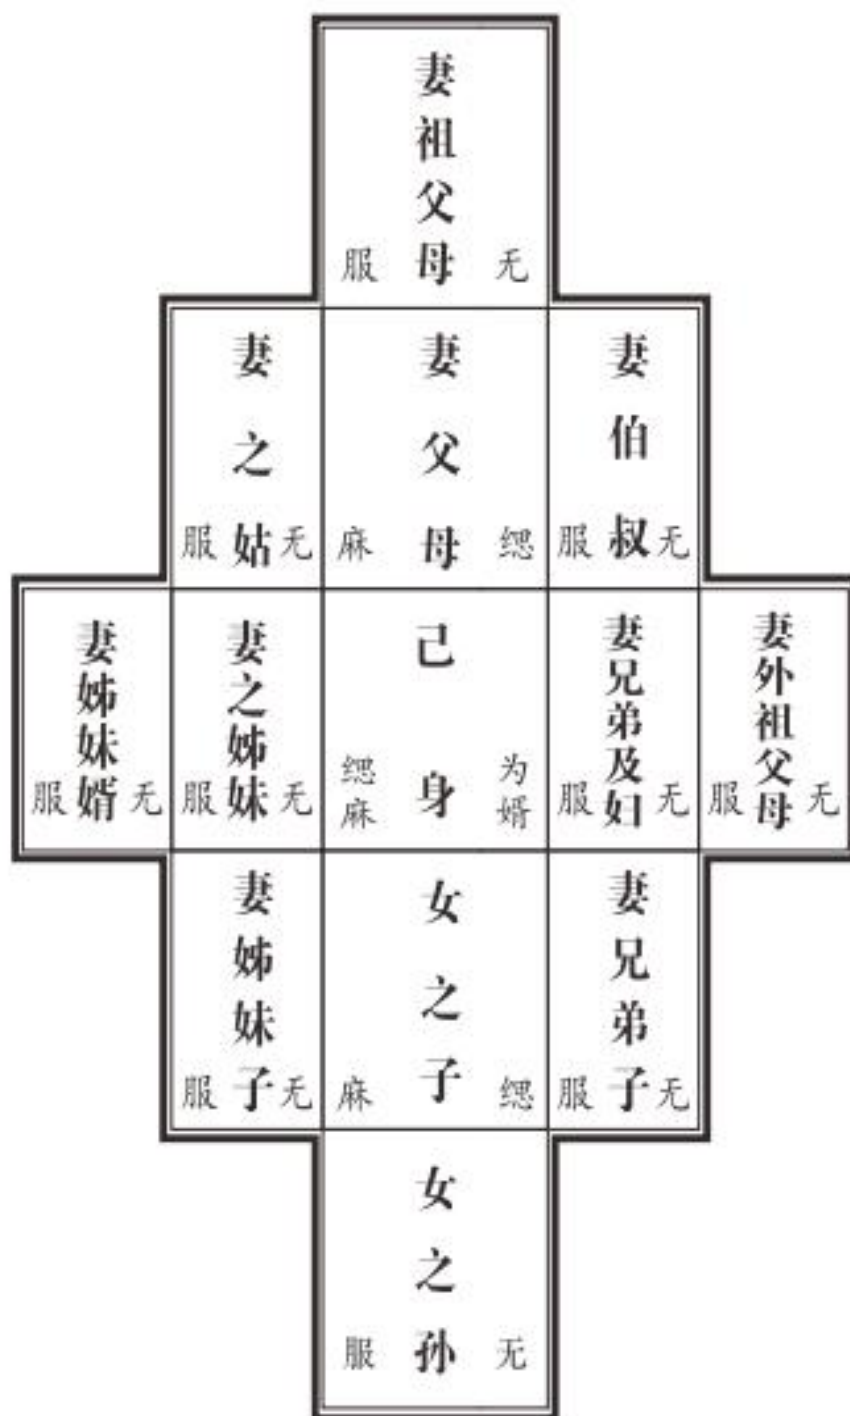 妻祖父母
无服
妻伯叔
无服
妻父母
缌麻
妻之姑
无服
妻外祖父母
无服
妻兄弟及妇
无服
己身
为婿
缌麻
妻之姊妹
无服
妻姊妹婿
无服
妻兄弟子
无服
女之子
缌麻
妻姊妹子
无服
女之孙
无服